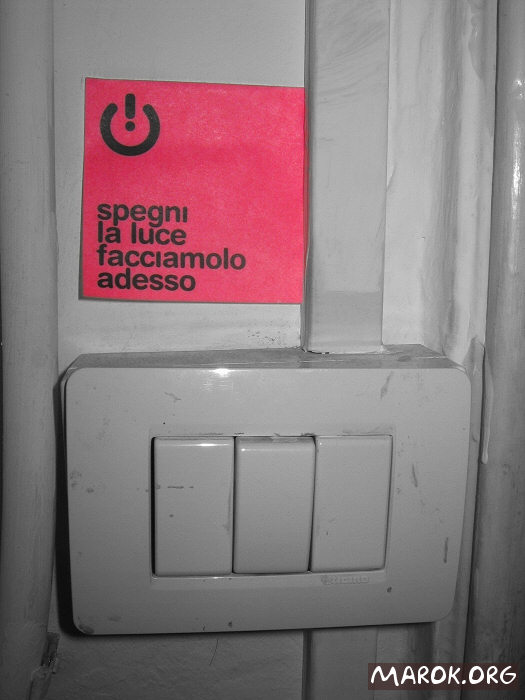 spegni
la luce
facciamolo
adesso
MAROK.ORG